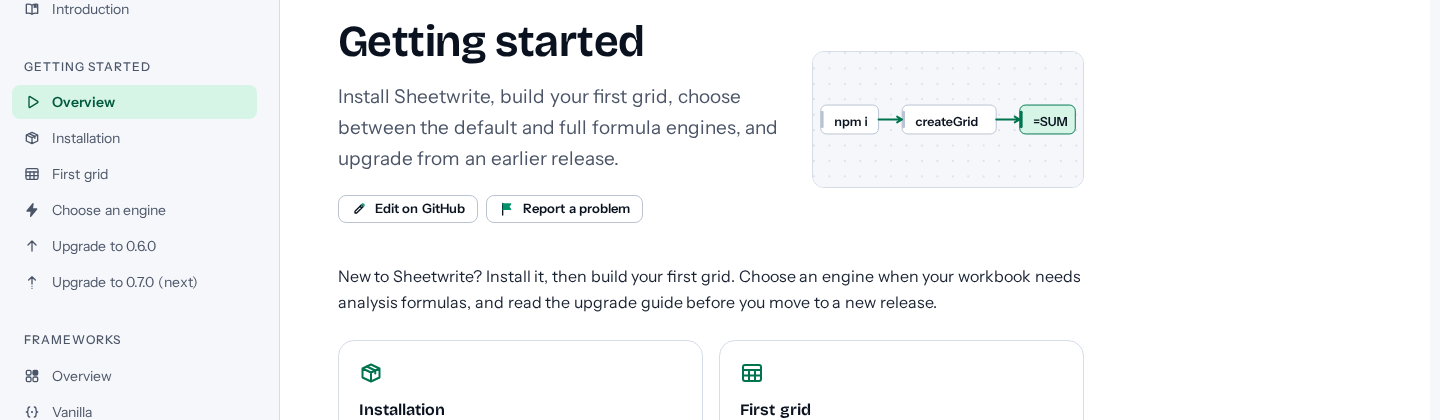 Introduction
GETTING STARTED
Overview
Installation
First grid
Choose an engine
Upgrade to 0.6.0
Upgrade to 0.7.0 (next)
FRAMEWORKS
Overview
Vanilla
Getting started
Install Sheetwrite, build your first grid, choose
between the default and full formula engines, and
upgrade from an earlier release.
npm i
createGrid
=SUM
Edit on GitHub
Report a problem
New to Sheetwrite? Install it, then build your first grid. Choose an engine when your workbook needs
analysis formulas, and read the upgrade guide before you move to a new release.
Installation
First grid